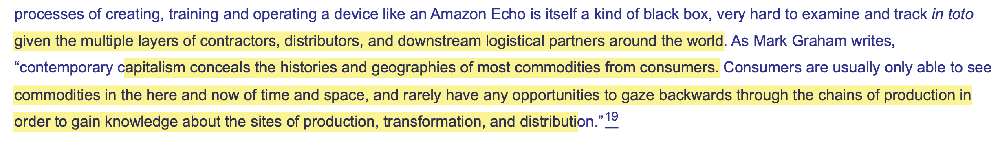 processes of creating, training and operating a device like an Amazon Echo is itself a kind of black box, very hard to examine and track in toto
given the multiple layers of contractors, distributors, and downstream logistical partners around the world. As Mark Graham writes,
“contemporary capitalism conceals the histories and geographies of most commodities from consumers. Consumers are usually only able to see
commodities in the here and now of time and space, and rarely have any opportunities to gaze backwards through the chains of production in
order to gain knowledge about the sites of production, transformation, and distribution.”19